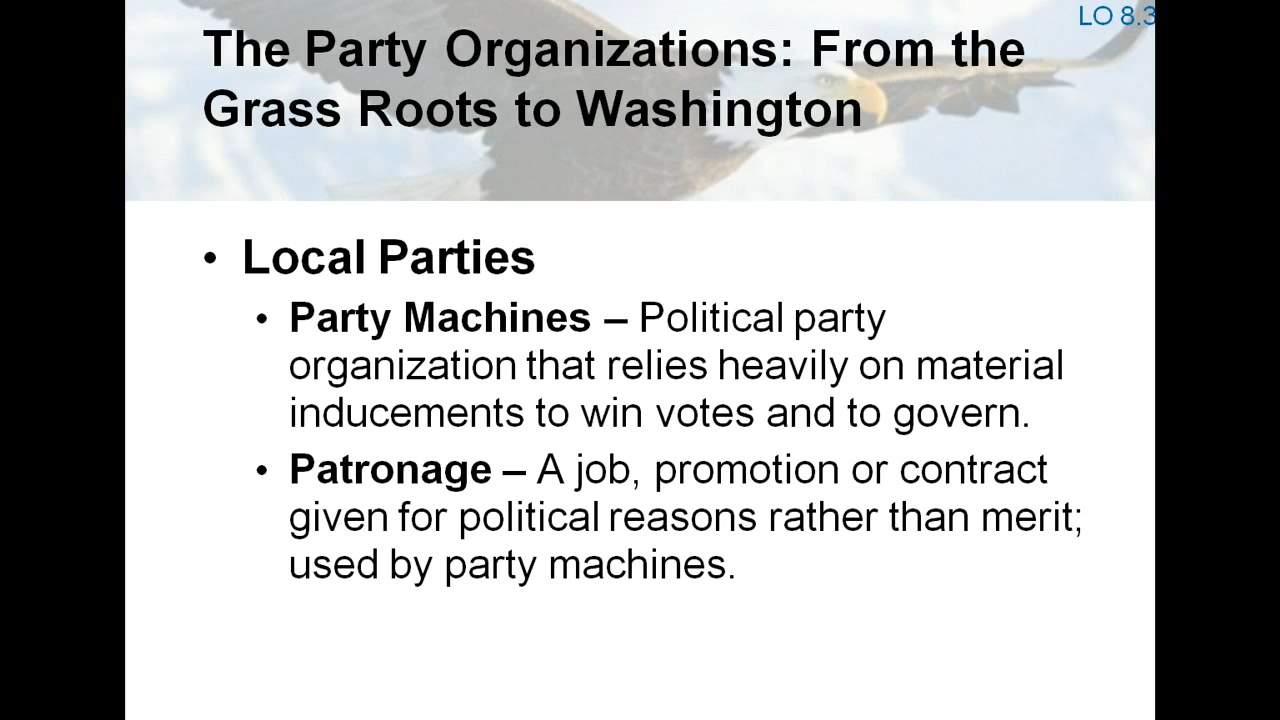 LO 8.3
The Party Organizations: From the
Grass Roots to Washington
• Local Parties
• Party Machines – Political party
organization that relies heavily on material
inducements to win votes and to govern.
• Patronage – A job, promotion or contract
given for political reasons rather than merit;
used by party machines.